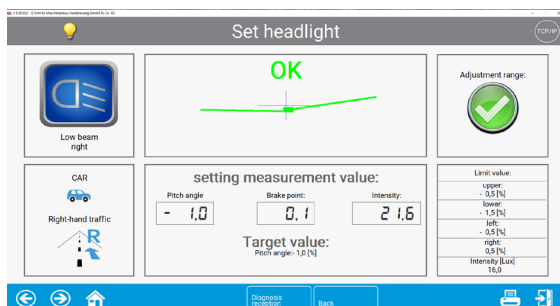 Set headlight
TCP/IP
OK
Low beam
right
Adjustment range:
CAR
Right-hand traffic
R
setting measurement value:
Pitch angle
Brake point:
Intensity:
- 1,0
0,1
21,6
Target value:
Pitch angle:- 1,0 [%]
Limit value:
upper:
- 0,5 [%]
lower:
- 1,5 [%]
left:
- 0,5 [%]
right:
0,5 [%]
Intensity [Lux]
16,0
Diagnosis
reception
Back